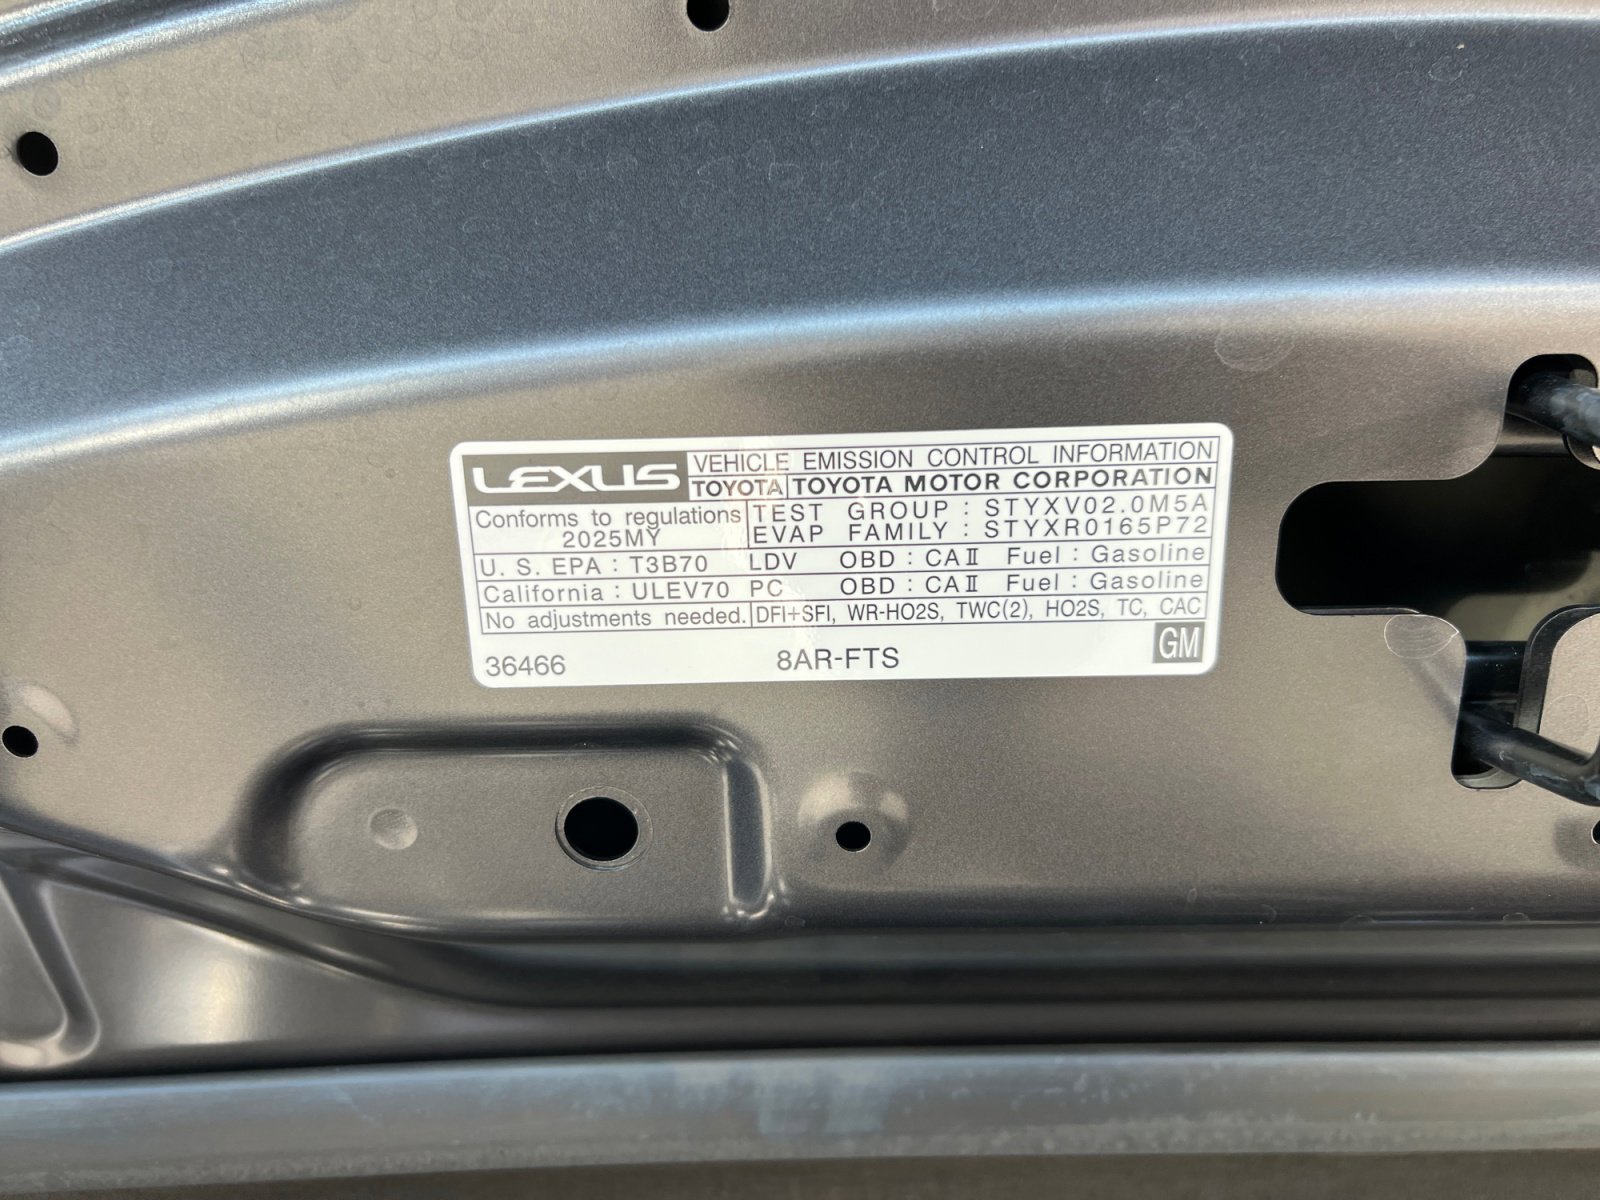 LEXUS VEHICLE EMISSION CONTROL INFORMATION
TOYOTA TOYOTA MOTOR CORPORATION
Conforms to regulations
2025MY
TEST GROUP : STYXV02.0M5A
EVAP FAMILY : STYXR0165P72
U. S. EPA : T3B70 LDV OBD : CAⅡ Fuel : Gasoline
California : ULEV70 PC OBD : CAⅡ Fuel : Gasoline
No adjustments needed. DFI+SFI, WR-HO2S, TWC(2), HO2S, TC, CAC
36466 8AR-FTS GM